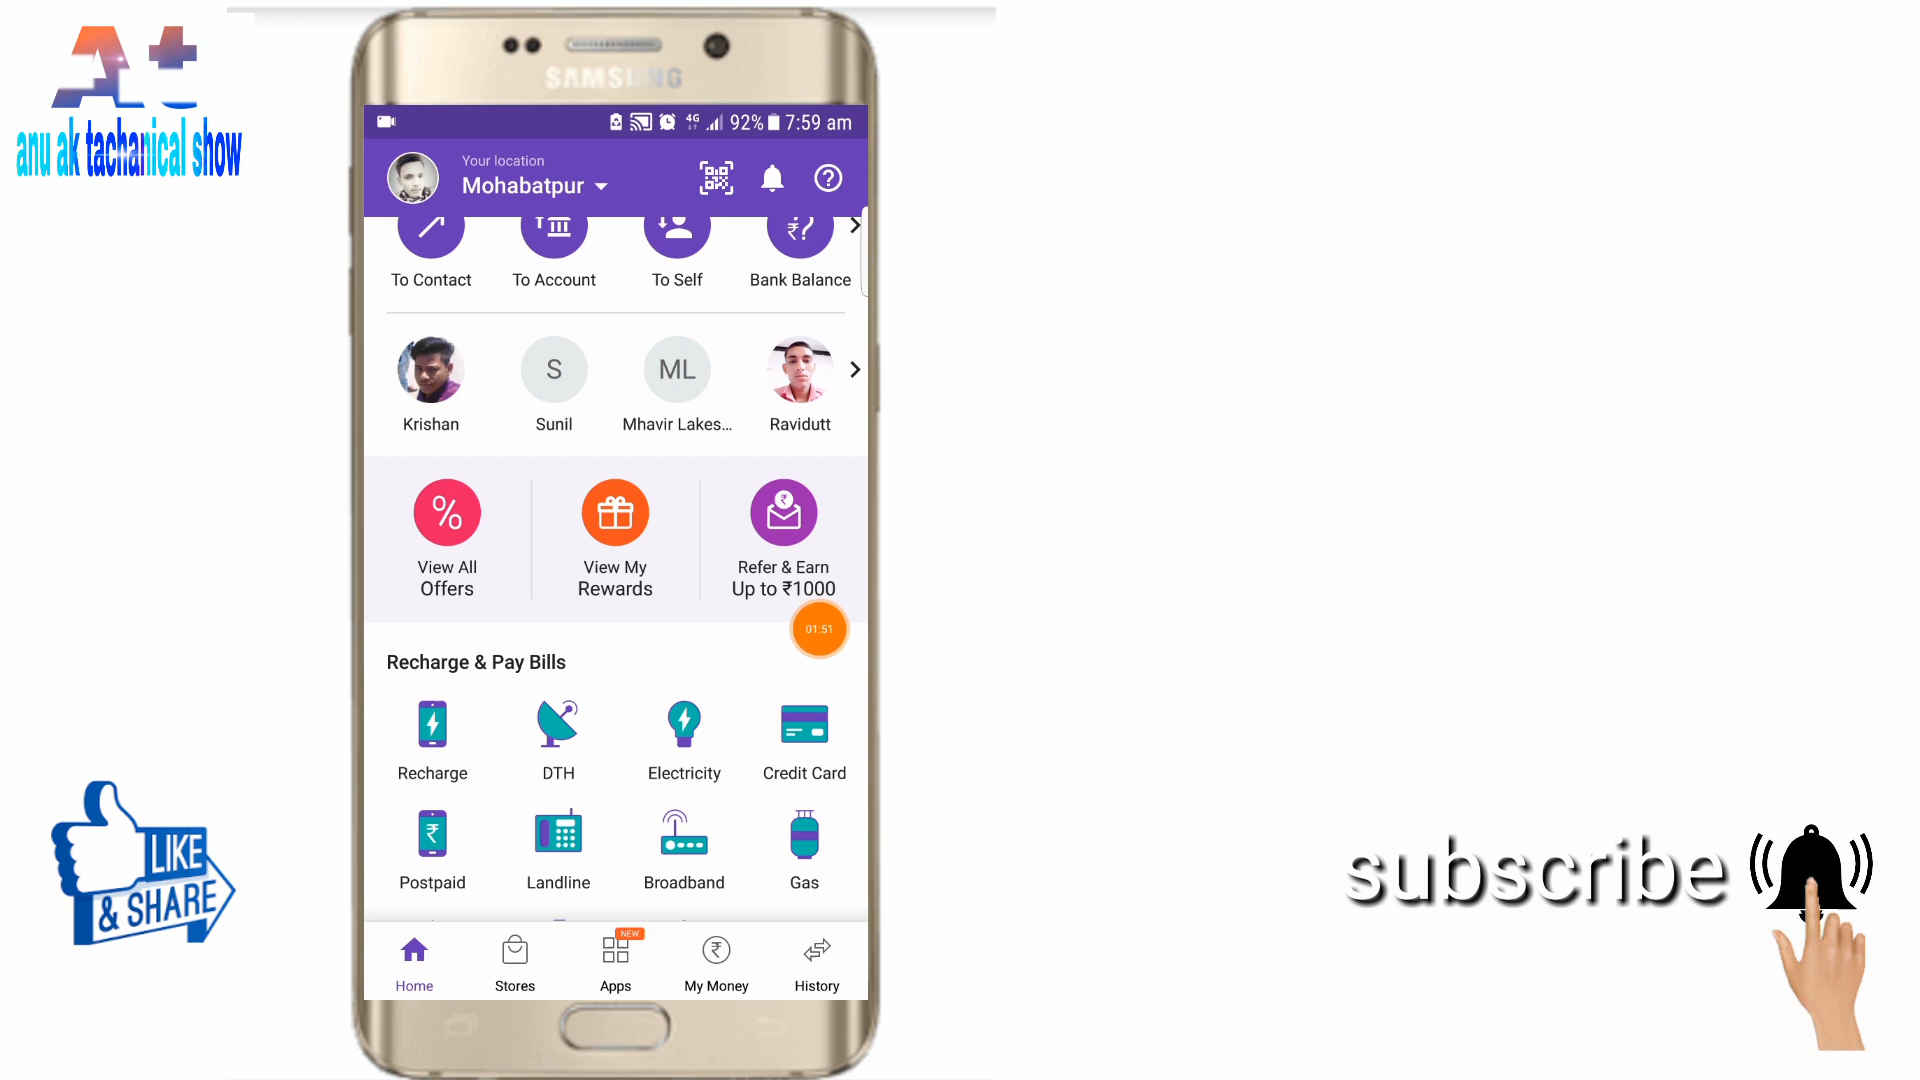 At
anu ak tachanical show
SAMSUNG
4G 92% 7:59 am
Your location
Mohabatpur
To Contact To Account To Self Bank Balance
S ML
Krishan Sunil Mhavir Lakes... Ravidutt
View All View My Refer & Earn
Offers Rewards Up to ₹1000
01:51
Recharge & Pay Bills
Recharge DTH Electricity Credit Card
Postpaid Landline Broadband Gas
NEW
Home Stores Apps My Money History
LIKE
& SHARE
subscribe